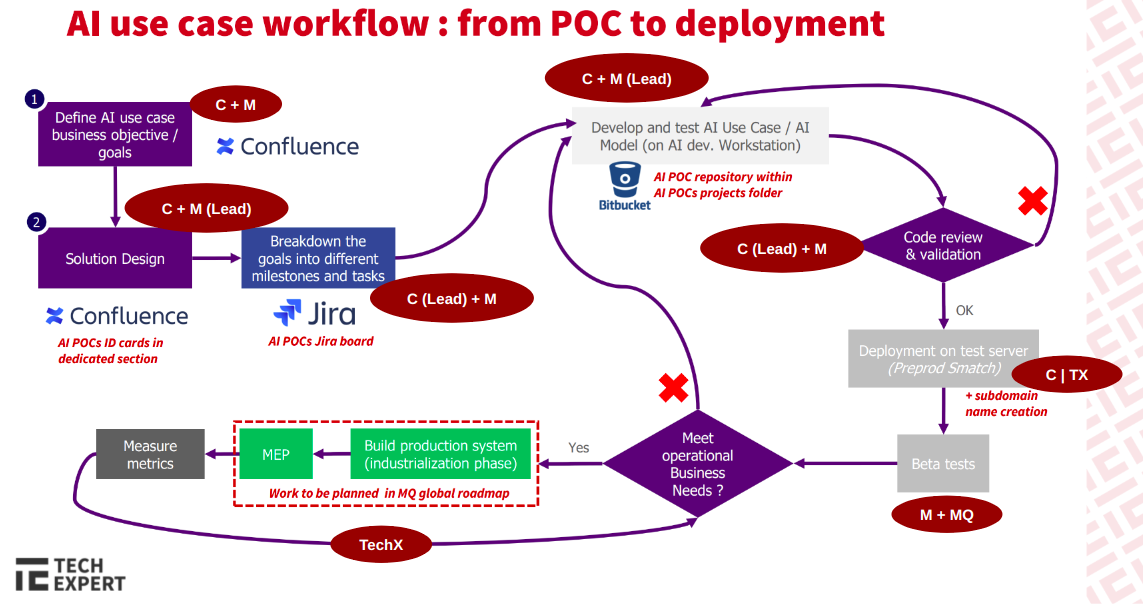 AI use case workflow : from POC to deployment
1
Define AI use case
business objective /
goals
C + M
Confluence
2
Solution Design
C + M (Lead)
Confluence
AI POCs ID cards in
dedicated section
Breakdown the
goals into different
milestones and tasks
C (Lead) + M
Jira
AI POCs Jira board
C + M (Lead)
Develop and test AI Use Case / AI
Model (on AI dev. Workstation)
Bitbucket
AI POC repository within
AI POCs projects folder
C (Lead) + M
Code review
& validation
OK
Deployment on test server
(Preprod Smatch)
C | TX
+ subdomain
name creation
Beta tests
M + MQ
Meet
operational
Business
Needs ?
Yes
Build production system
(industrialization phase)
MEP
Work to be planned in MQ global roadmap
Measure
metrics
TechX
TECH
EXPERT